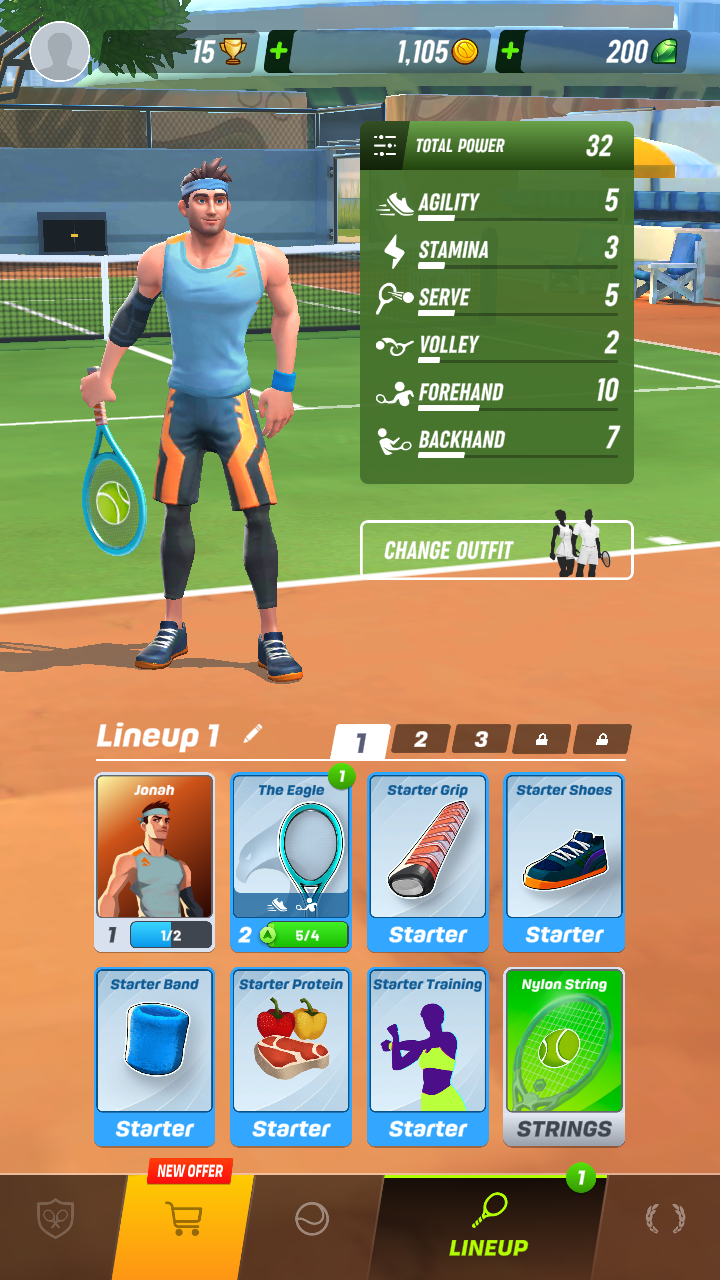 15
+
1,105
+
200
TOTAL POWER 32
AGILITY 5
STAMINA 3
SERVE 5
VOLLEY 2
FOREHAND 10
BACKHAND 7
CHANGE OUTFIT
Lineup 1
1 2 3
Jonah
1 1/2
1
The Eagle
2 5/4
Starter Grip
Starter
Starter Shoes
Starter
Starter Band
Starter
Starter Protein
Starter
Starter Training
Starter
Nylon String
STRINGS
NEW OFFER
1
LINEUP